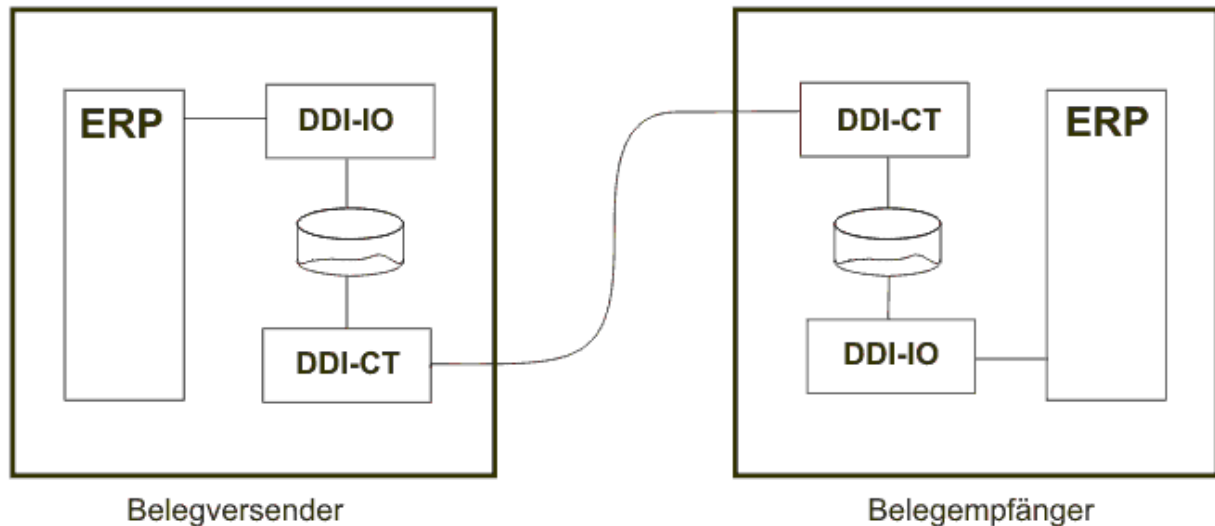 ERP
DDI-IO
DDI-CT
Belegversender
DDI-CT
ERP
DDI-IO
Belegempfänger